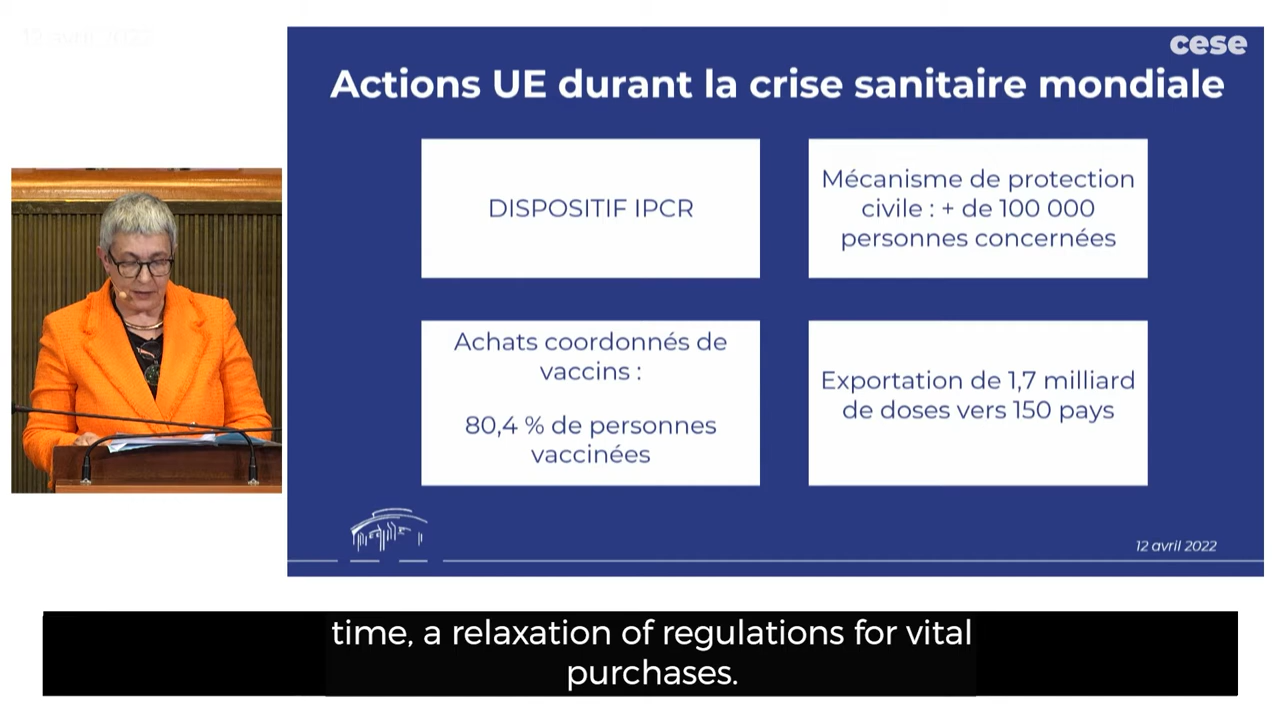 cese
Actions UE durant la crise sanitaire mondiale
DISPOSITIF IPCR
Mécanisme de protection
civile : + de 100 000
personnes concernées
Achats coordonnés de
vaccins :
80,4 % de personnes
vaccinées
Exportation de 1,7 milliard
de doses vers 150 pays
12 avril 2022
time, a relaxation of regulations for vital
purchases.